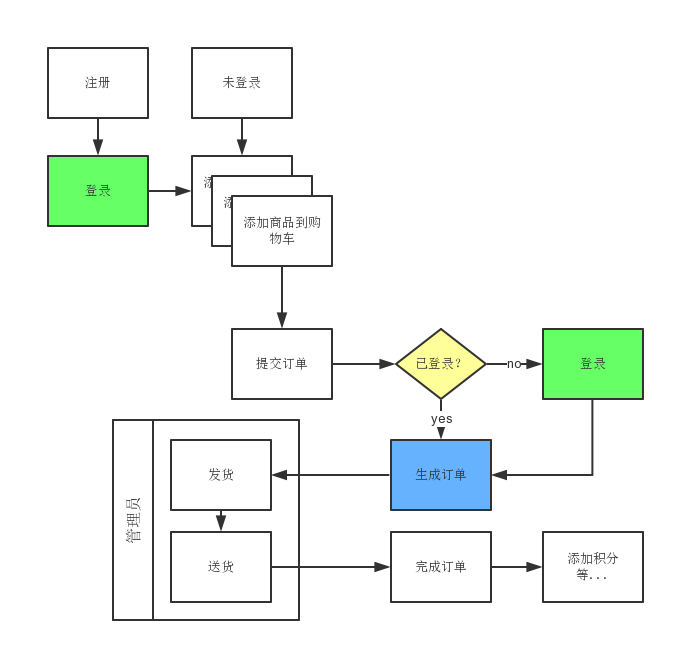 注册
未登录
登录
添
添
添加商品到购
物车
提交订单
已登录？
no
登录
yes
管理员
发货
生成订单
送货
完成订单
添加积分
等...